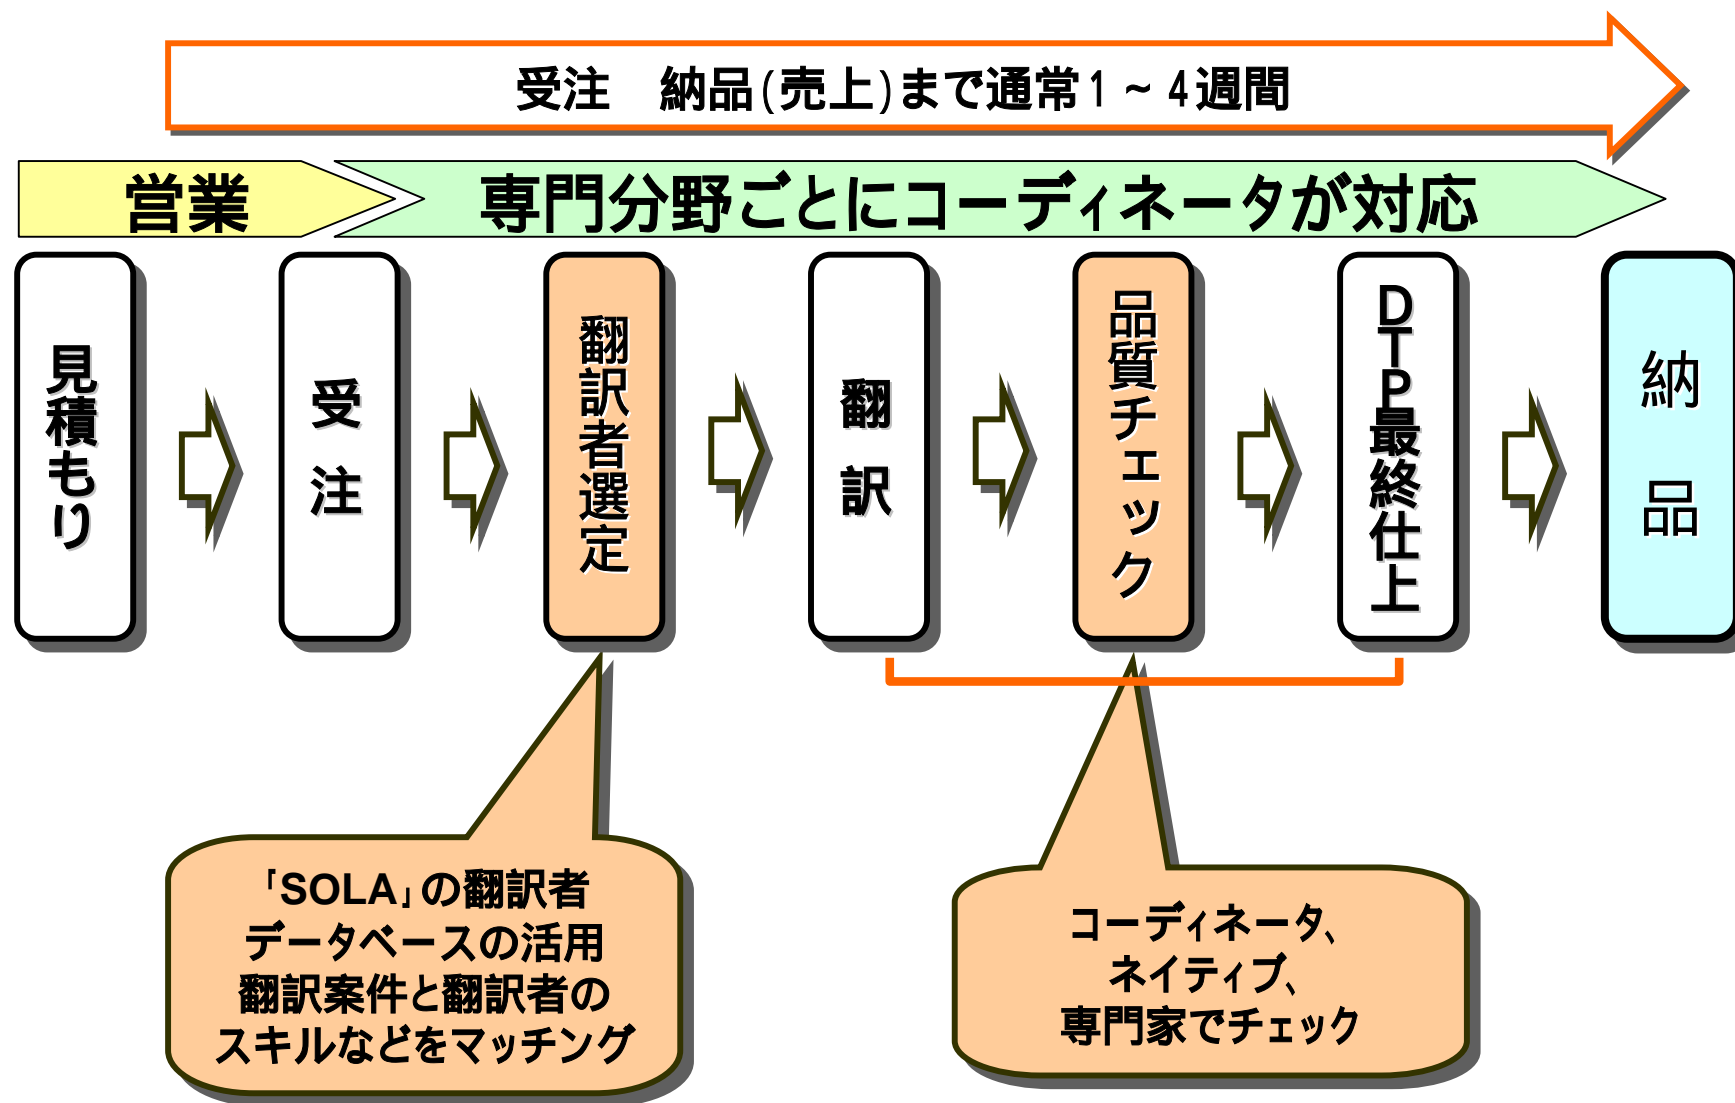 受注　納品(売上)まで通常1~4週間
営業
専門分野ごとにコーディネータが対応
見積もり
受注
翻訳者選定
翻訳
品質チェック
DTP最終仕上
納品
「SOLA」の翻訳者
データベースの活用
翻訳案件と翻訳者の
スキルなどをマッチング
コーディネータ、
ネイティブ、
専門家でチェック